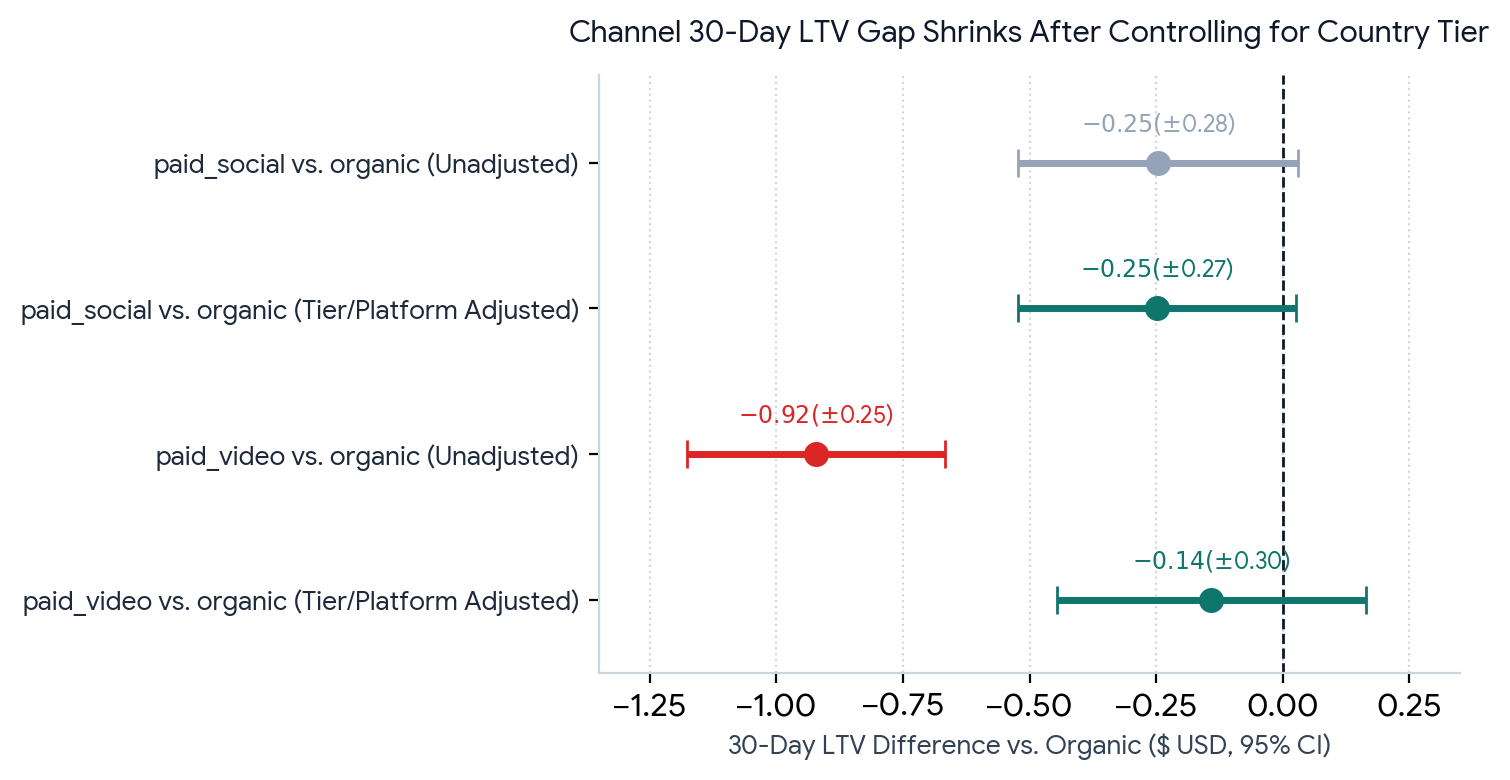 Channel 30-Day LTV Gap Shrinks After Controlling for Country Tier
−0.25(±0.28)
paid_social vs. organic (Unadjusted)
−0.25(±0.27)
paid_social vs. organic (Tier/Platform Adjusted)
−0.92(±0.25)
paid_video vs. organic (Unadjusted)
−0.14(±0.30)
paid_video vs. organic (Tier/Platform Adjusted)
−1.25 −1.00 −0.75 −0.50 −0.25 0.00 0.25
30-Day LTV Difference vs. Organic ($ USD, 95% CI)